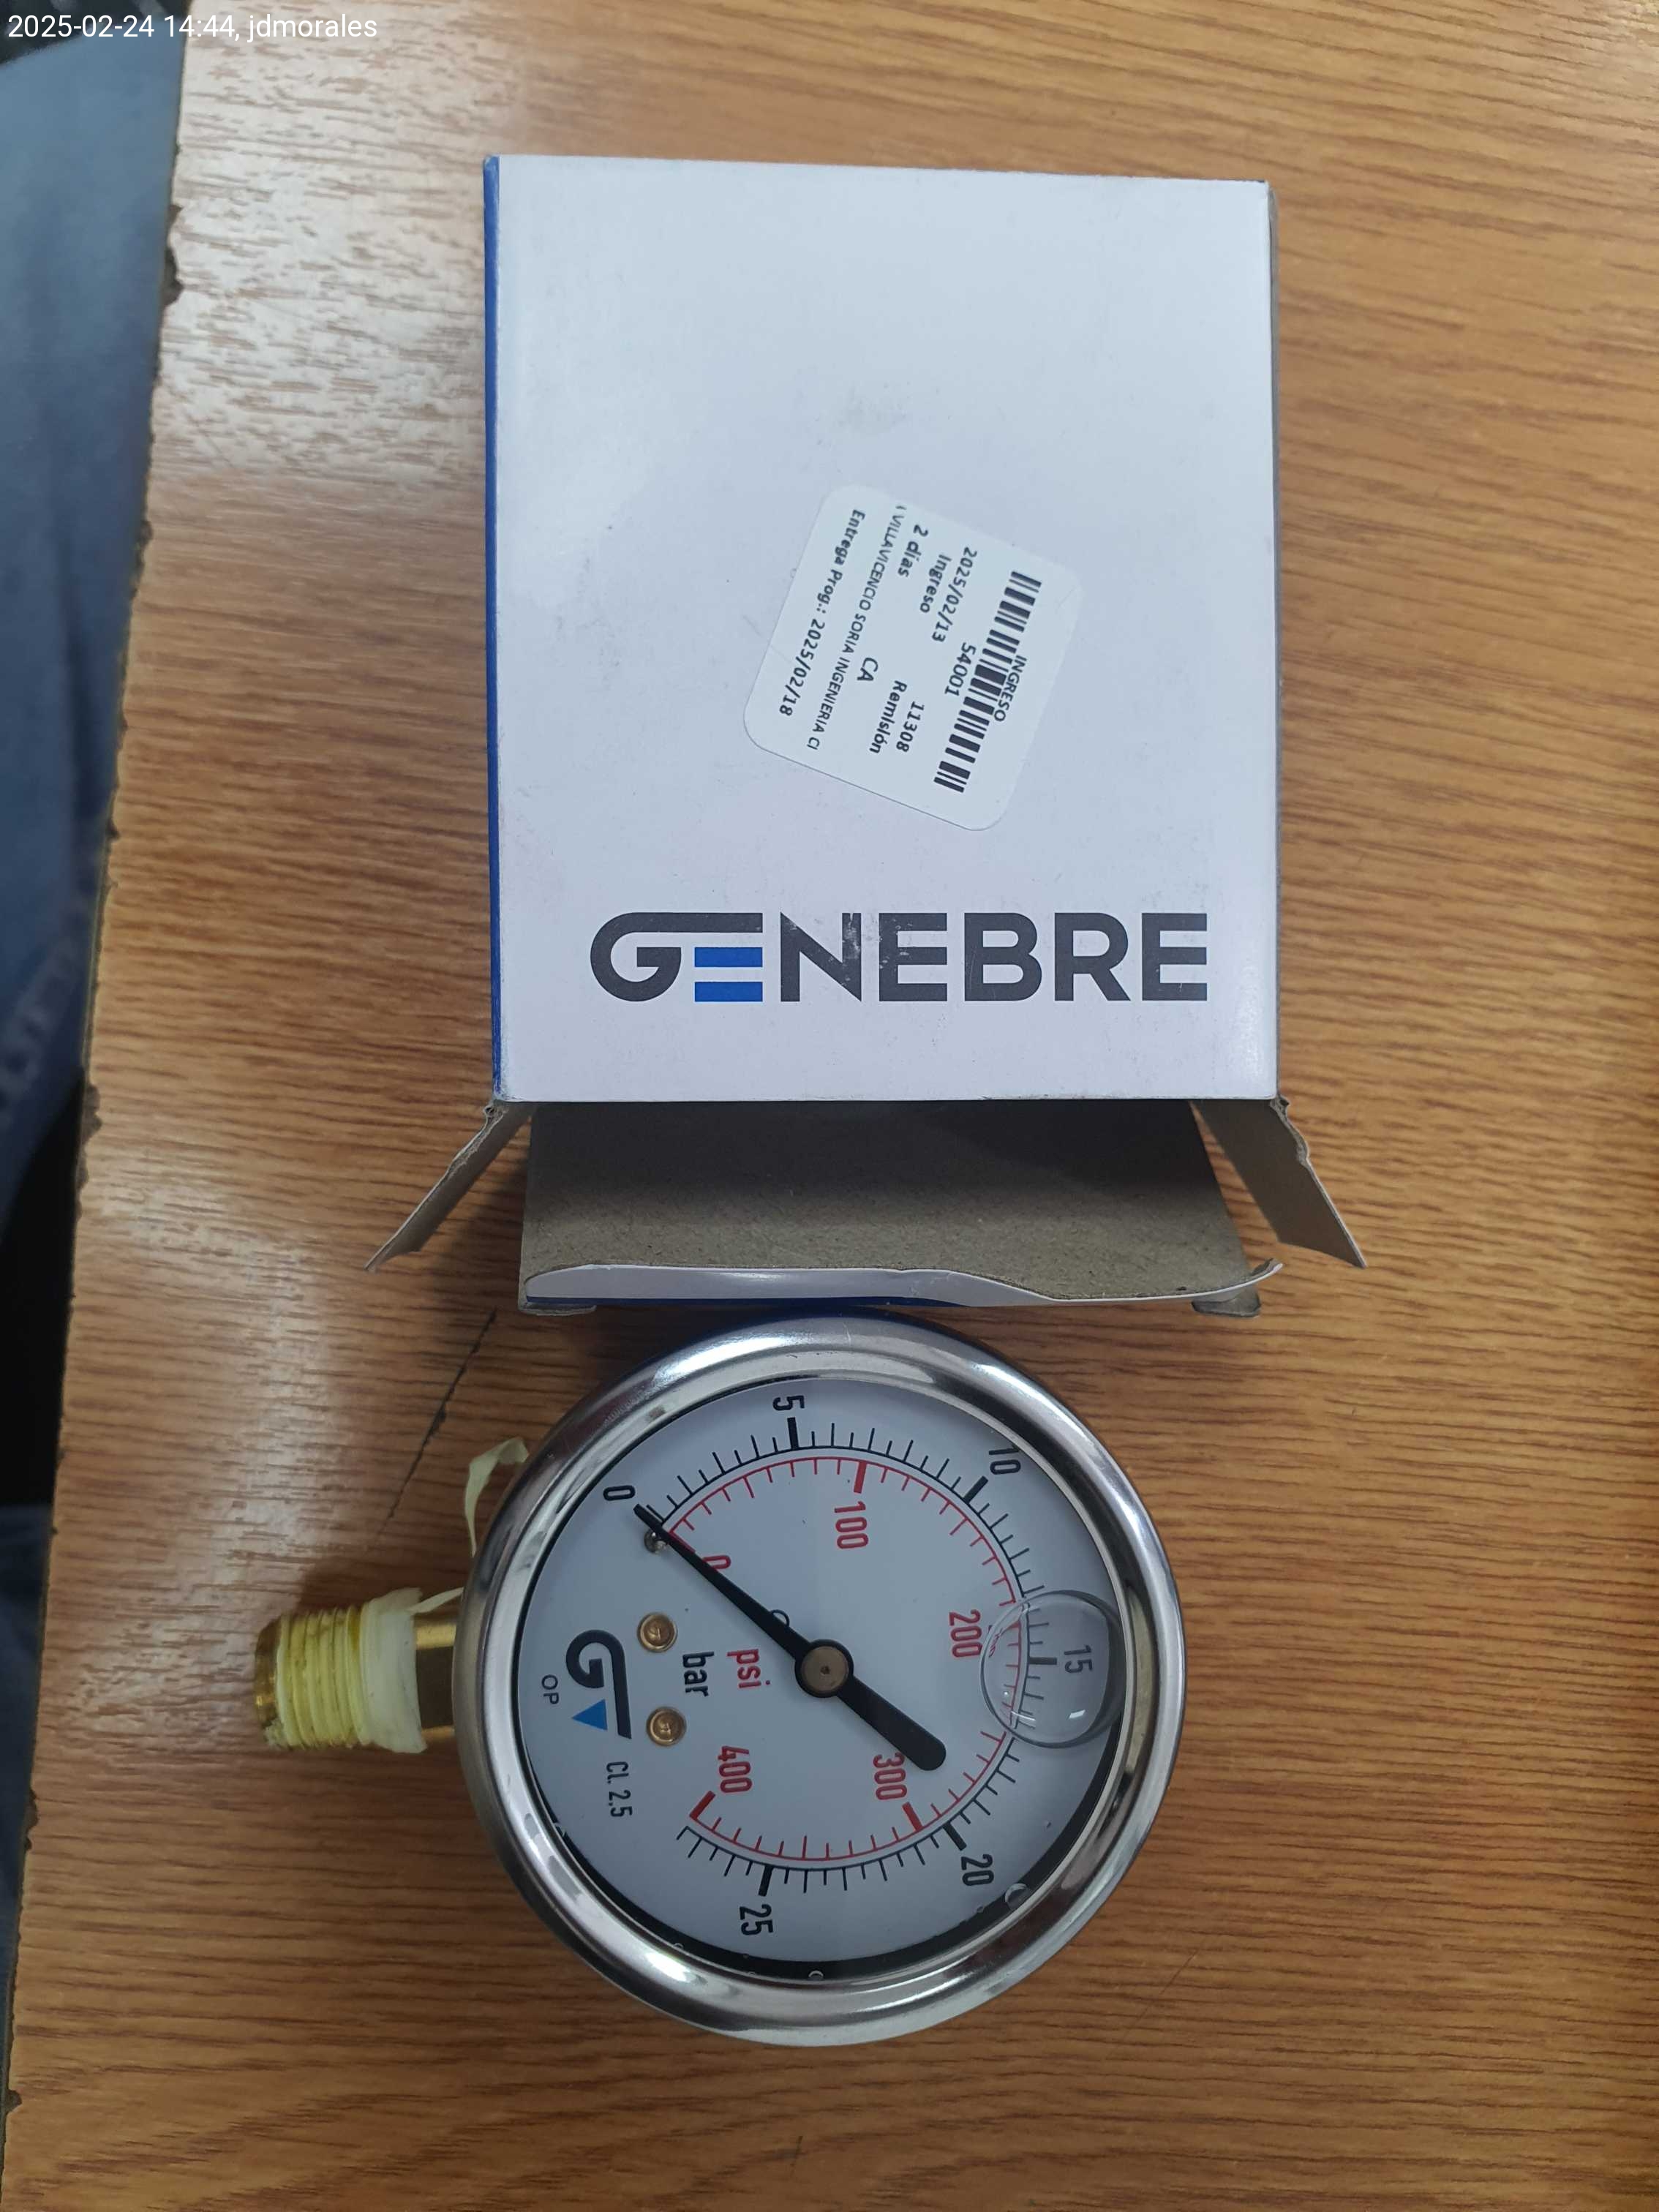 2025-02-24 14:44, jdmorales
INGRESO
54001
2025/02/13
Ingreso
11308
2 días
Remisión
CA
VILLAVICENCIO SORIA INGENIERIA CI
Entrega Prog.: 2025/02/18
GENEBRE
0
5
10
15
20
25
0
100
200
300
400
psi
bar
G
CL 2,5
OP